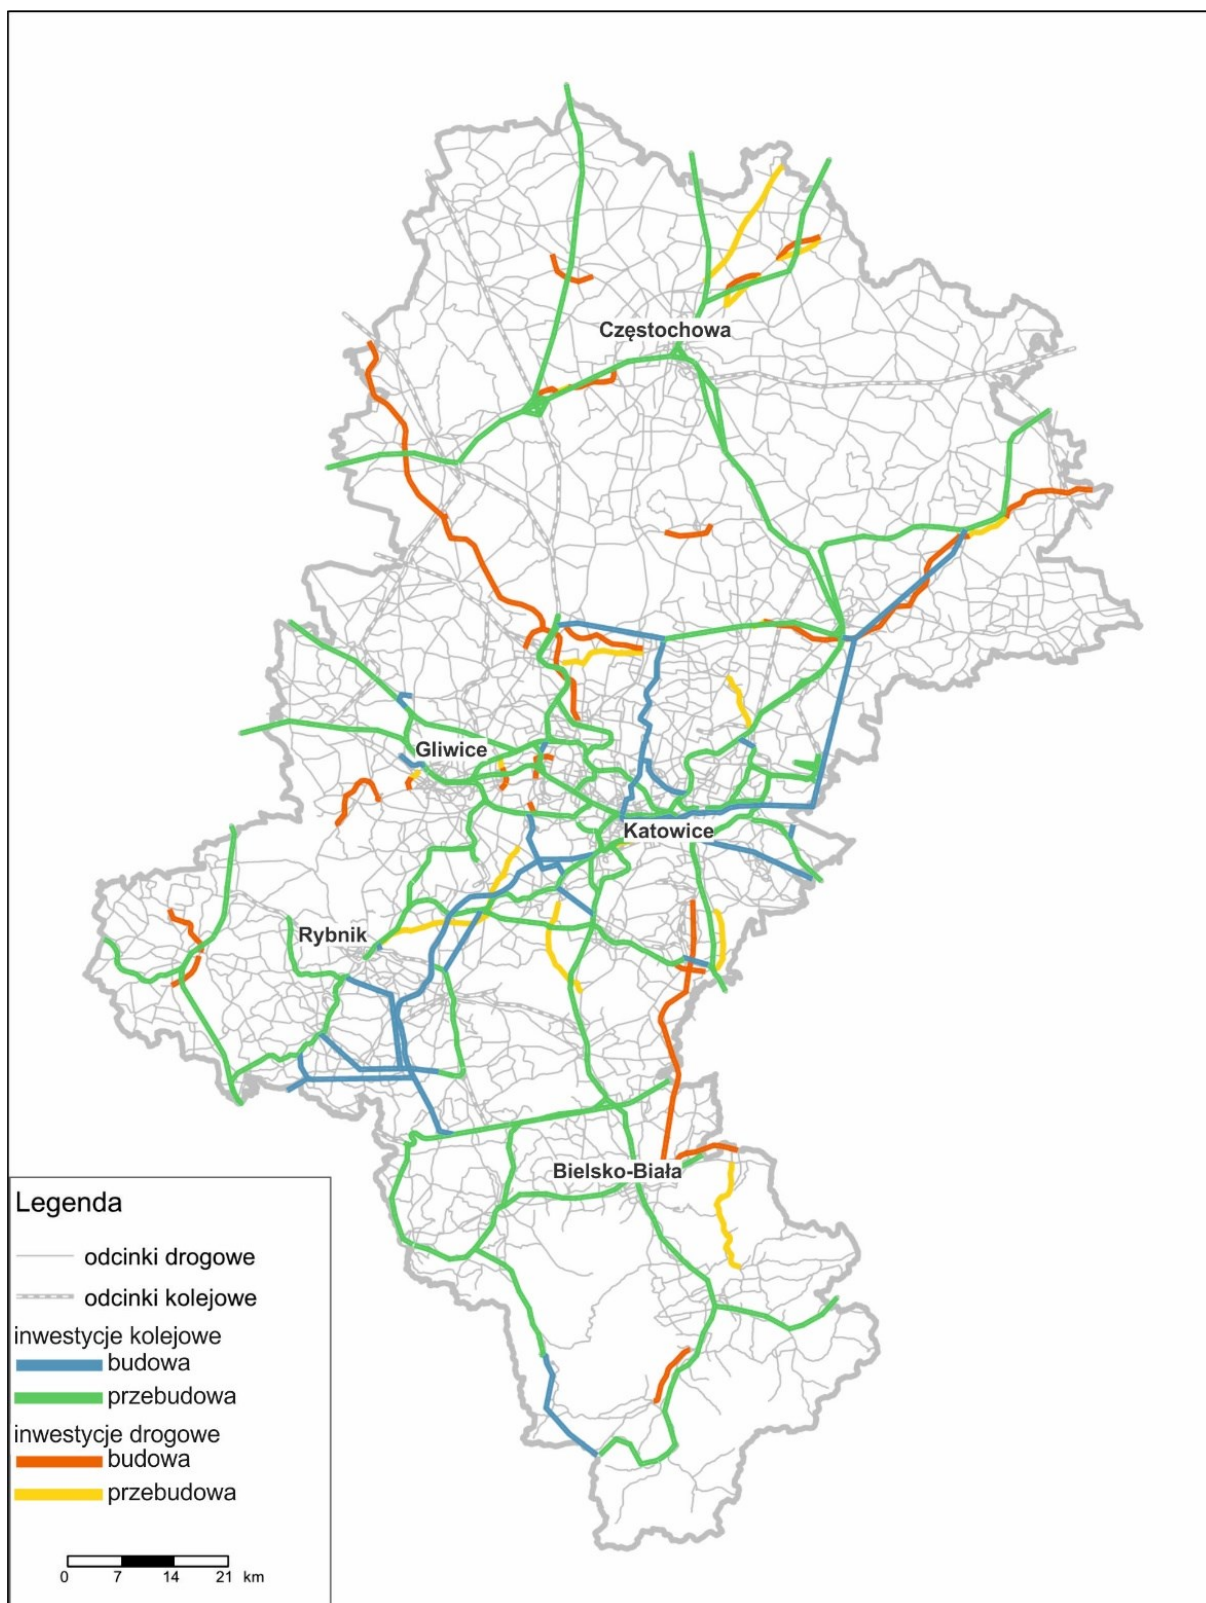 Częstochowa
Gliwice
Katowice
Rybnik
Bielsko-Biała
Legenda
odcinki drogowe
odcinki kolejowe
inwestycje kolejowe
budowa
przebudowa
inwestycje drogowe
budowa
przebudowa
0 7 14 21 km